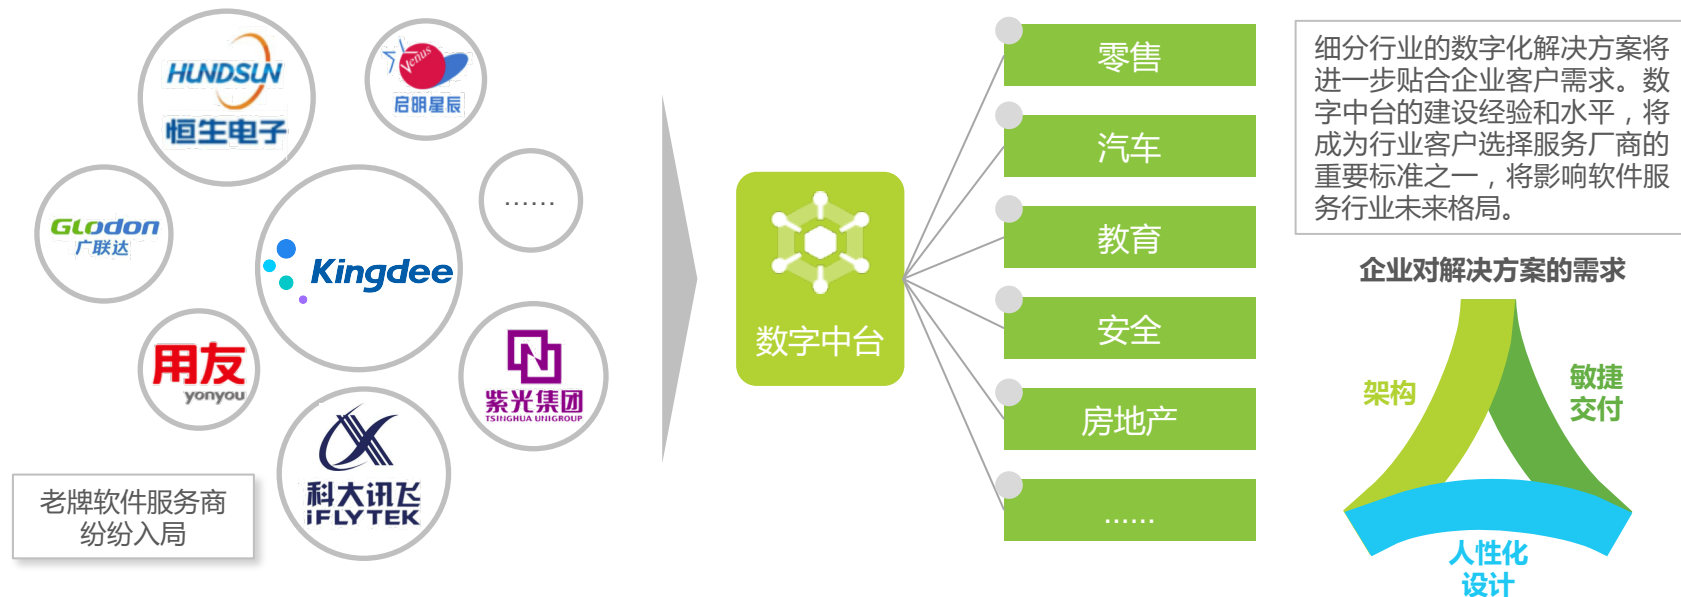 HUNDSUN
恒生电子
Venus
启明星辰
GLodon
广联达
......
Kingdee
用友
yonyou
紫光集团
TSINGHUA UNIGROUP
科大讯飞
iFLYTEK
老牌软件服务商
纷纷入局
数字中台
零售
汽车
教育
安全
房地产
......
细分行业的数字化解决方案将
进一步贴合企业客户需求。数
字中台的建设经验和水平，将
成为行业客户选择服务厂商的
重要标准之一，将影响软件服
务行业未来格局。
企业对解决方案的需求
架构
敏捷
交付
人性化
设计